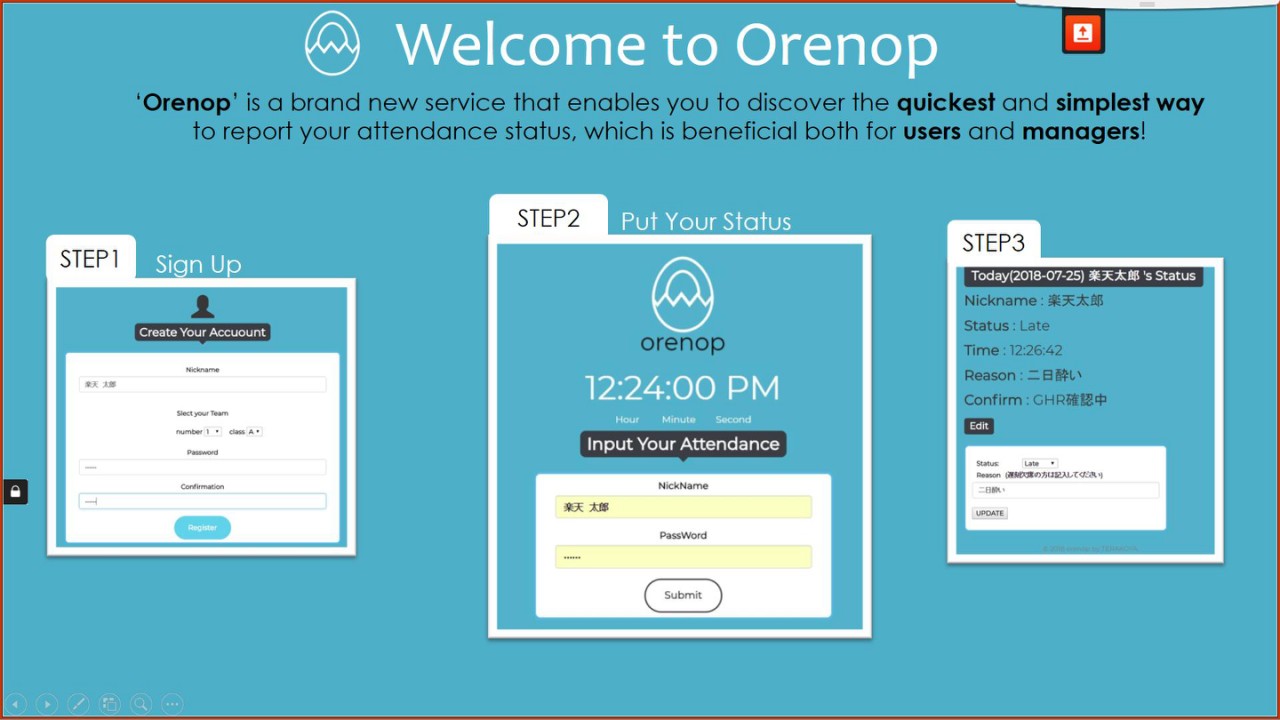 Welcome to Orenop
‘Orenop’ is a brand new service that enables you to discover the quickest and simplest way
to report your attendance status, which is beneficial both for users and managers!
STEP1
Sign Up
Create Your Accuount
Nickname
楽天 太郎
Slect your Team
number 1 class A
Password
Confirmation
Register
STEP2
Put Your Status
orenop
12:24:00 PM
Hour Minute Second
Input Your Attendance
NickName
楽天 太郎
PassWord
Submit
STEP3
Today(2018-07-25) 楽天太郎 's Status
Nickname : 楽天太郎
Status : Late
Time : 12:26:42
Reason : 二日酔い
Confirm : GHR確認中
Edit
Status: Late
Reason (遅刻欠席の方は記入してください)
二日酔い
UPDATE